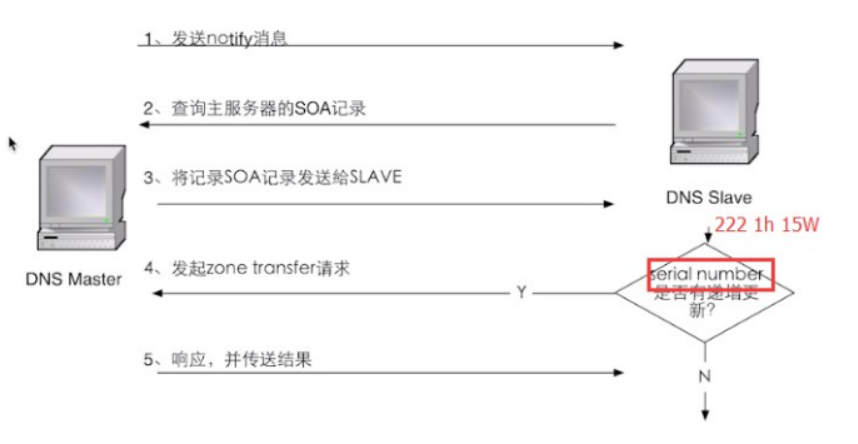 1、发送notify消息
2、查询主服务器的SOA记录
3、将记录SOA记录发送給SLAVE
DNS Slave
222 1h 15W
DNS Master
4、发起zone transfer请求
Y
serial number
是否有递增更
新?
5、响应，并传送结果
N